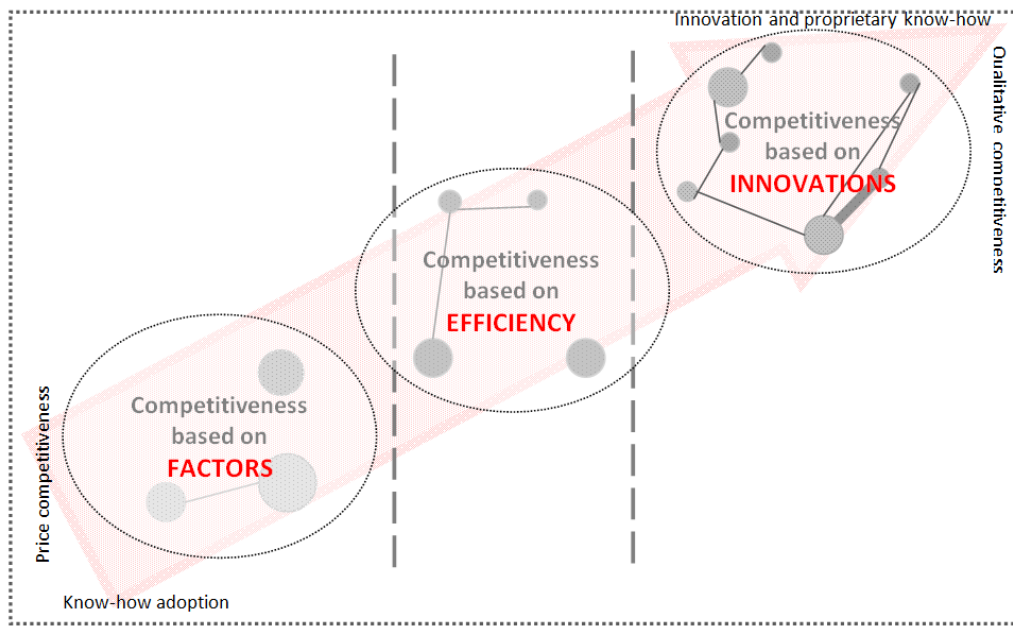 Innovation and proprietary know-how
Qualitative competitiveness
Competitiveness
based on
INNOVATIONS
Competitiveness
based on
EFFICIENCY
Competitiveness
based on
FACTORS
Price competitiveness
Know-how adoption